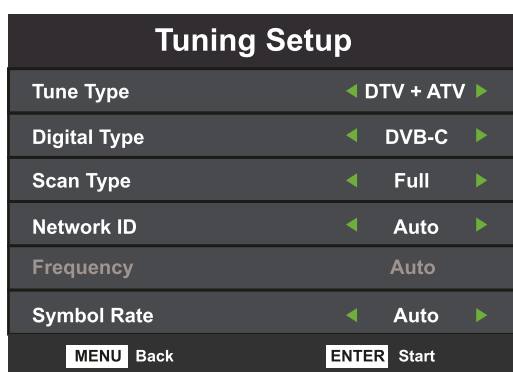 Tuning Setup
Tune Type DTV + ATV
Digital Type DVB-C
Scan Type Full
Network ID Auto
Frequency Auto
Symbol Rate Auto
MENU Back ENTER Start